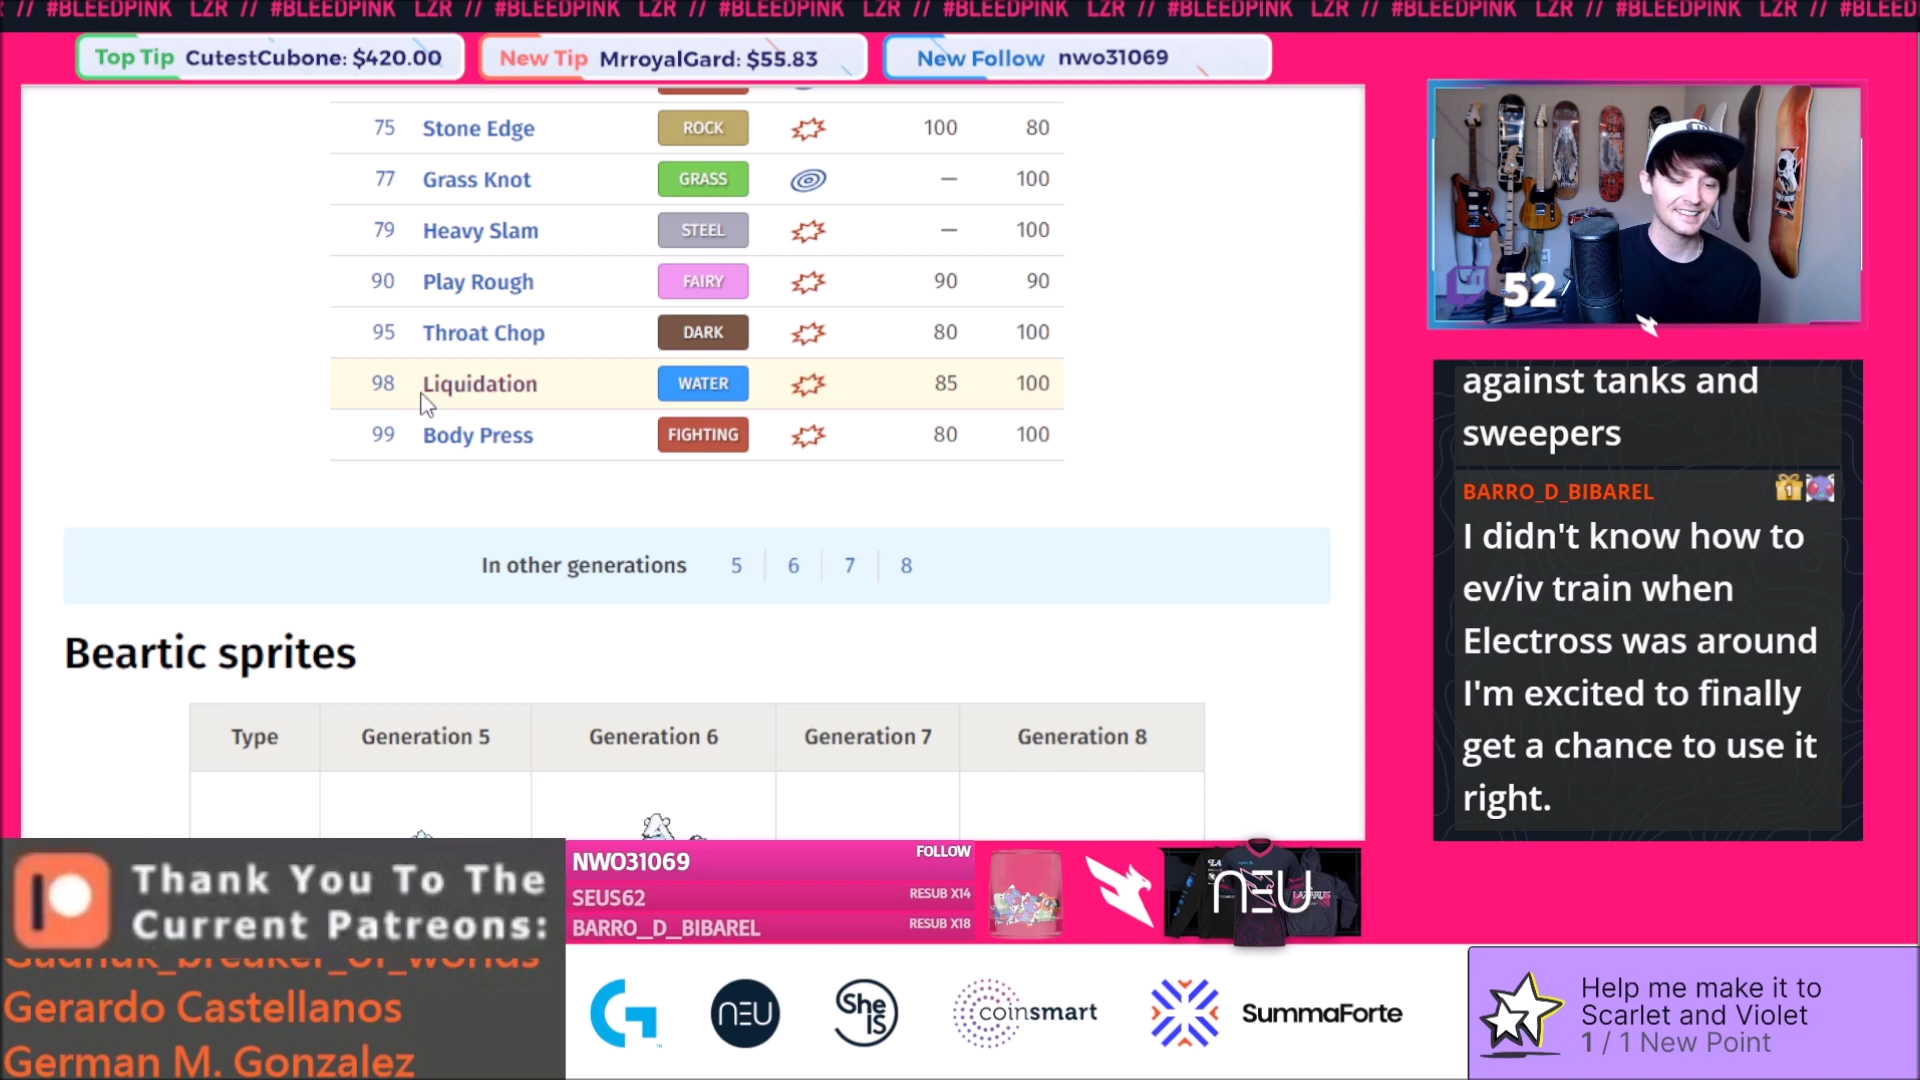 // #BLEEDPINK LZR // #BLEEDPINK LZR // #BLEEDPINK LZR // #BLEEDPINK LZR // #BLEEDPINK LZR // #BLEEDPINK LZR // #BLEEDPINK LZR // #BLEEDPINK LZR // #BLEED
Top Tip CutestCubone: $420.00
New Tip MrroyalGard: $55.83
New Follow nwo31069
75 Stone Edge ROCK 100 80
77 Grass Knot GRASS — 100
79 Heavy Slam STEEL — 100
90 Play Rough FAIRY 90 90
95 Throat Chop DARK 80 100
98 Liquidation WATER 85 100
99 Body Press FIGHTING 80 100
In other generations 5 6 7 8
Beartic sprites
Type Generation 5 Generation 6 Generation 7 Generation 8
52
against tanks and
sweepers
BARRO_D_BIBAREL
I didn't know how to
ev/iv train when
Electross was around
I'm excited to finally
get a chance to use it
right.
Thank You To The
Current Patreons:
Gerardo Castellanos
German M. Gonzalez
NWO31069 FOLLOW
SEUS62 RESUB X14
BARRO_D_BIBAREL RESUB X18
NEU
NEU
She
is
coinsmart
SummaForte
Help me make it to
Scarlet and Violet
1 / 1 New Point